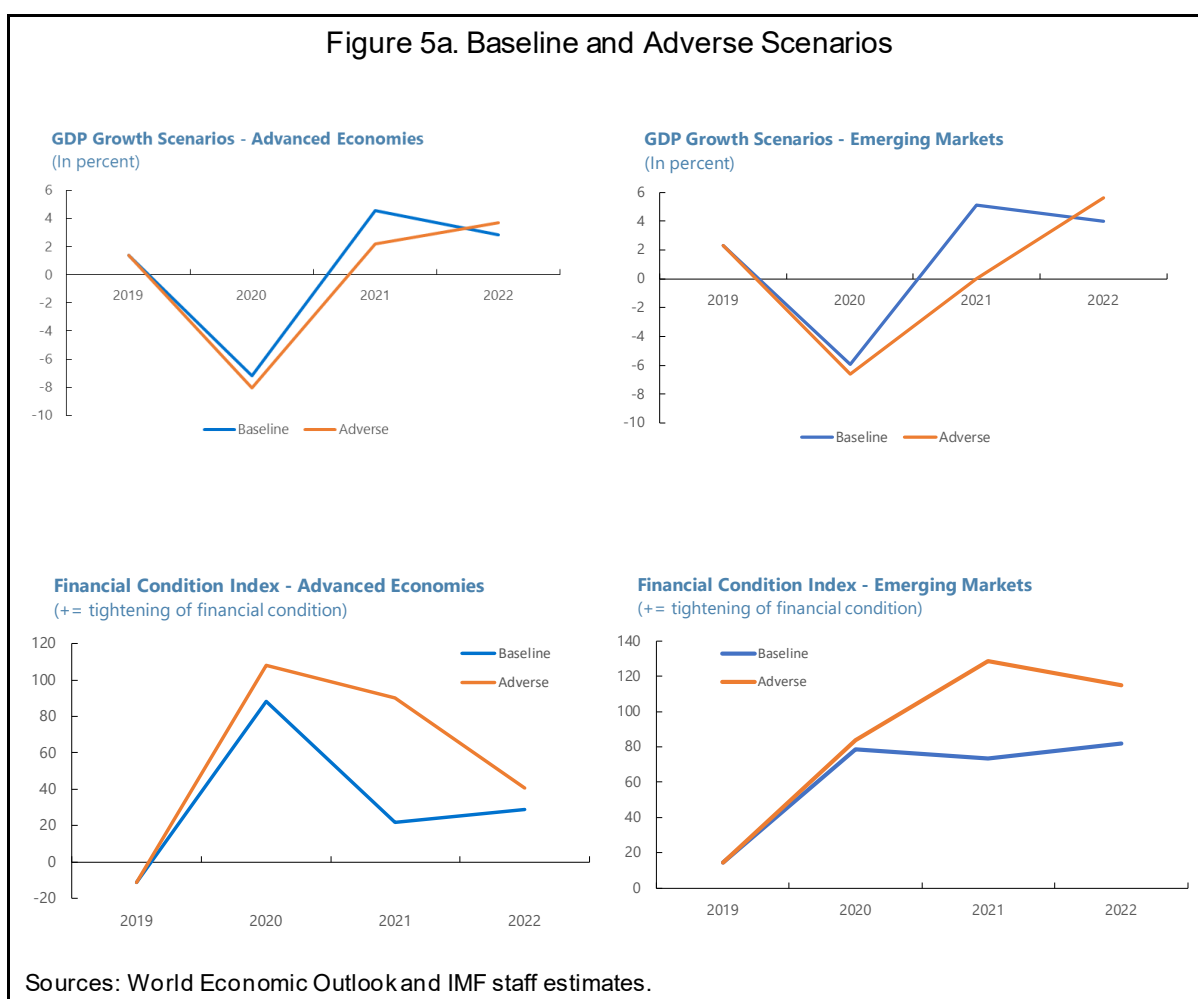 Figure 5a. Baseline and Adverse Scenarios
GDP Growth Scenarios - Advanced Economies
(In percent)
6
4
2
0
-2
-4
-6
-8
-10
2019
2020
2021
2022
Baseline
Adverse
GDP Growth Scenarios - Emerging Markets
(In percent)
6
4
2
0
-2
-4
-6
-8
-10
2019
2020
2021
2022
Baseline
Adverse
Financial Condition Index - Advanced Economies
(+= tightening of financial condition)
120
100
80
60
40
20
0
-20
Baseline
Adverse
2019
2020
2021
2022
Financial Condition Index - Emerging Markets
(+= tightening of financial condition)
140
120
100
80
60
40
20
0
Baseline
Adverse
2019
2020
2021
2022
Sources: World Economic Outlook and IMF staff estimates.